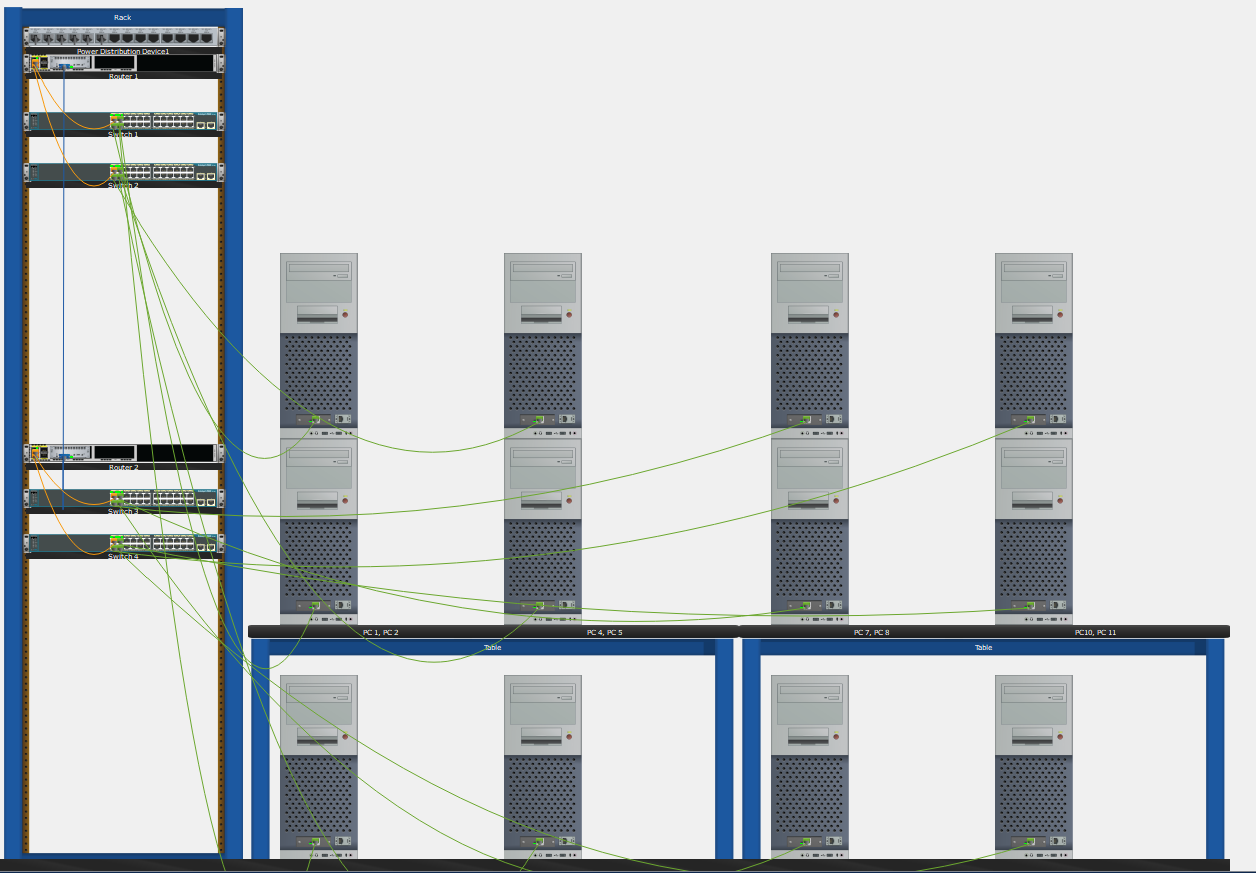 Rack
Power Distribution Device1
Router 1
Switch 1
Switch 2
Router 2
Switch 3
Switch 4
PC 1, PC 2
PC 4, PC 5
PC 7, PC 8
PC10, PC 11
Table
Table